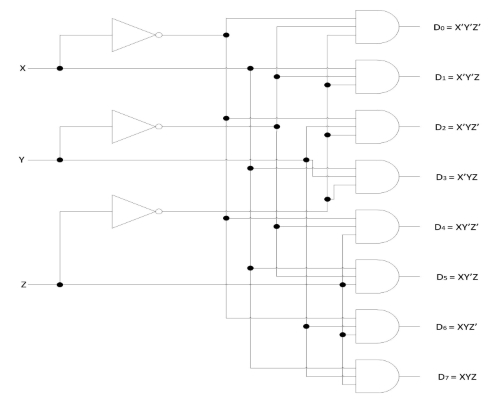 D₀ = X'Y'Z'
X
D₁ = X'Y'Z
D₂ = X'YZ'
Y
D₃ = X'YZ
D₄ = XY'Z'
Z
D₅ = XY'Z
D₆ = XYZ'
D₇ = XYZ